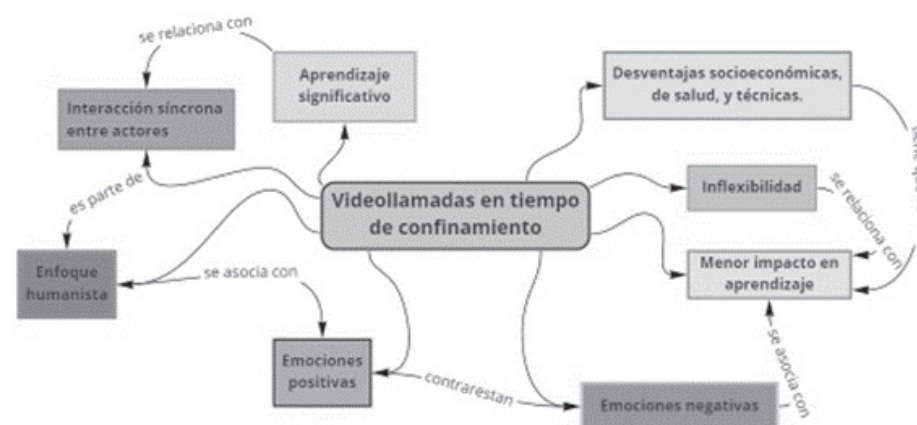 se relaciona con
Aprendizaje
significativo
Desventajas socioeconómicas,
de salud, y técnicas.
Interacción síncrona
entre actores
Videollamadas en tiempo
de confinamiento
Inflexibilidad
se relaciona con
es parte de
Enfoque
humanista
se asocia con
Menor impacto en
aprendizaje
Emociones
positivas
contrarestan
Emociones negativas
se asocia con